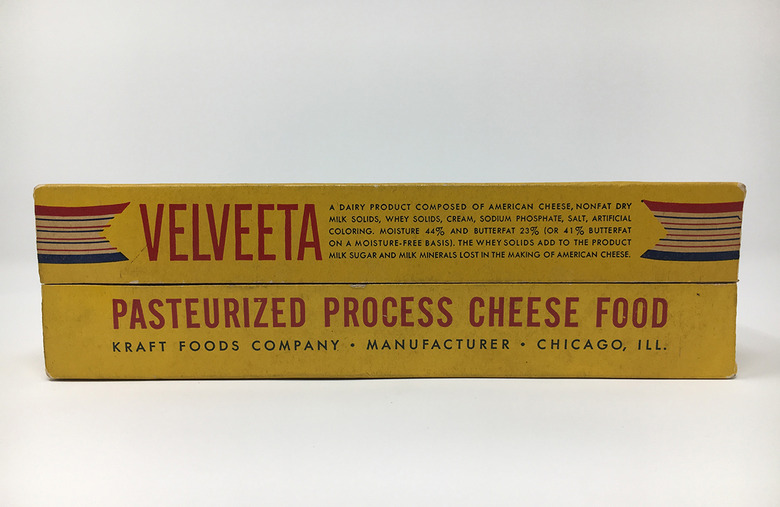 VELVEETA
A DAIRY PRODUCT COMPOSED OF AMERICAN CHEESE, NONFAT DRY
MILK SOLIDS, WHEY SOLIDS, CREAM, SODIUM PHOSPHATE, SALT, ARTIFICIAL
COLORING. MOISTURE 44% AND BUTTERFAT 23% (OR 41% BUTTERFAT
ON A MOISTURE-FREE BASIS). THE WHEY SOLIDS ADD TO THE PRODUCT
MILK SUGAR AND MILK MINERALS LOST IN THE MAKING OF AMERICAN CHEESE.
PASTEURIZED PROCESS CHEESE FOOD
KRAFT FOODS COMPANY • MANUFACTURER • CHICAGO, ILL.